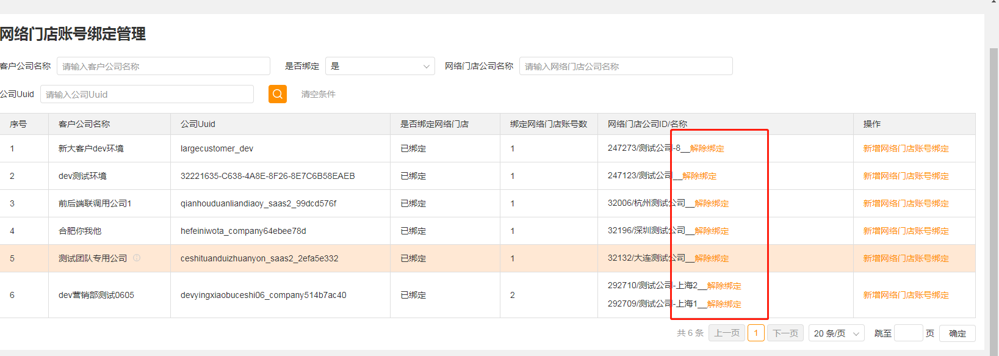 网络门店账号绑定管理
客户公司名称 请输入客户公司名称 是否绑定 是 网络门店公司名称 请输入网络门店公司名称
公司Uuid 请输入公司Uuid 清空条件
序号 客户公司名称 公司Uuid 是否绑定网络门店 绑定网络门店账号数 网络门店公司ID/名称 操作
1 新大客户dev环境 largecustomer_dev 已绑定 1 247273/测试公司-8__解除绑定 新增网络门店账号绑定
2 dev测试环境 32221635-C638-4A8E-8F26-8E7C6B58EAEB 已绑定 1 247123/测试公司__解除绑定 新增网络门店账号绑定
3 前后端联调用公司1 qianhouduanliandiaoy_saas2_99dcd576f 已绑定 1 32006/杭州测试公司__解除绑定 新增网络门店账号绑定
4 合肥你我他 hefeiniwota_company64ebee78d 已绑定 1 32196/深圳测试公司__解除绑定 新增网络门店账号绑定
5 测试团队专用公司 ceshituanduizhuanyon_saas2_2efa5e332 已绑定 1 32132/大连测试公司__解除绑定 新增网络门店账号绑定
6 dev营销部测试0605 devyingxiaobuceshi06_company514b7ac40 已绑定 2 292710/测试公司-上海2__解除绑定 新增网络门店账号绑定
292709/测试公司-上海1__解除绑定
共 6 条 上一页 1 下一页 20 条/页 跳至 页 确定